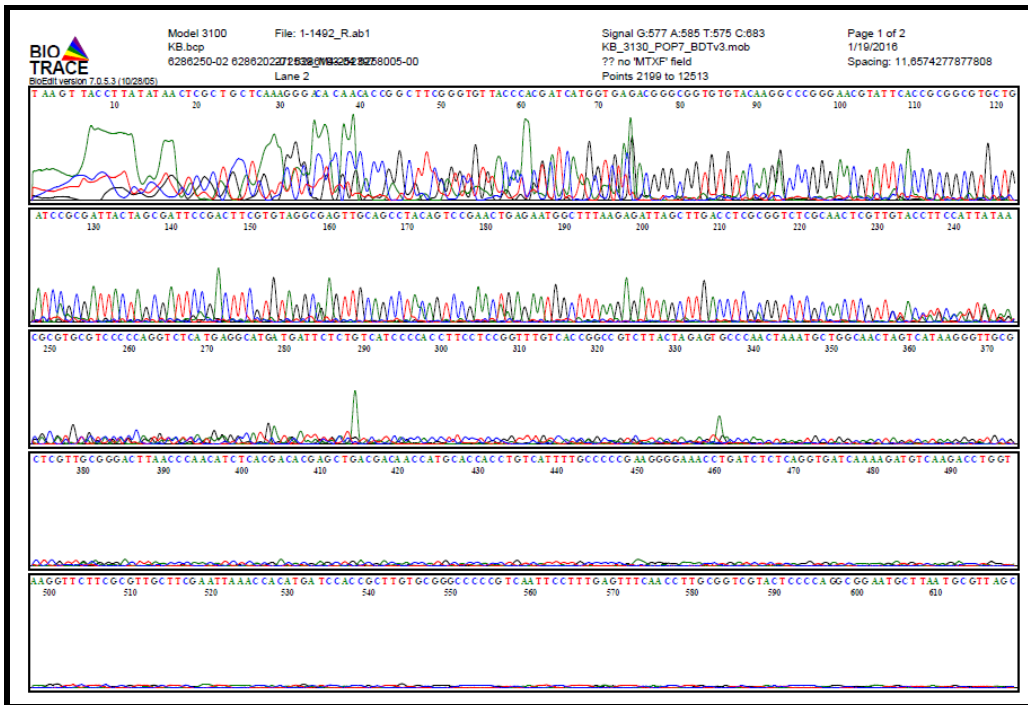 BIO
TRACE
BioEdit version 7.0.5.3 (10/28/05)
Model 3100
KB.bcp
6286250-02
Lane 2
File: 1-1492_R.ab1
Signal G:577 A:585 T:575 C:683
KB_3130_POP7_BDTv3.mob
?? no 'MTXF' field
Points 2199 to 12513
Page 1 of 2
1/19/2016
Spacing: 11,6574277877808
TAAGT TACCTTATATAACTCGCTGCTCAAAGGGACACAACACCGGCTTCGGGTGTTACCCACGATCATGGTGAGACGGGCGGTGTGTACAAGGCCCGGGAACGTATTCACCGCGGCGTGCTG
10 20 30 40 50 60 70 80 90 100 110 120
ATCCGCGATTACTAGCGATTCCGACTTCGTGTAGGCGAGTTGCAGCCTACAGTCCGAACTGAGAATGGCTTTAAGAGATTAGCTTGACCTCGCGGTCTCGCAACTCGTTGTACCTTCCATTATAA
130 140 150 160 170 180 190 200 210 220 230 240
CGCGTGCGTCCCCCAGGTCTCATGAGGCATGATGATTCTCTGTCATCCCCACCTTCCTCCGGTTTGTCACCGGCCGTCTTACTAGAGTGCCCAACTAAATGCTGGCAACTAGTCATAAGGGTTGCG
250 260 270 280 290 300 310 320 330 340 350 360 370
CTCGTTGCGGGACTTAACCCAACATCTCACGACACGAGCTGACGACAACCATGCACCACCTGTCATTTTGCCCCCGAAGGGGAAACCTGATCTCTCAGGTGATCAAAAGATGTCAAGACCTGGT
380 390 400 410 420 430 440 450 460 470 480 490
AAGGTTCTTCGCGTTGCTTCGAATTAAACCACATGATCCACCGCTTGTGCGGGCCCCCGTCAATTCCTTTGAGTTTCAACCTTGCGGTCGTACTCCCCAGGCGGAATGCTTAATGCGTTAGC
500 510 520 530 540 550 560 570 580 590 600 610